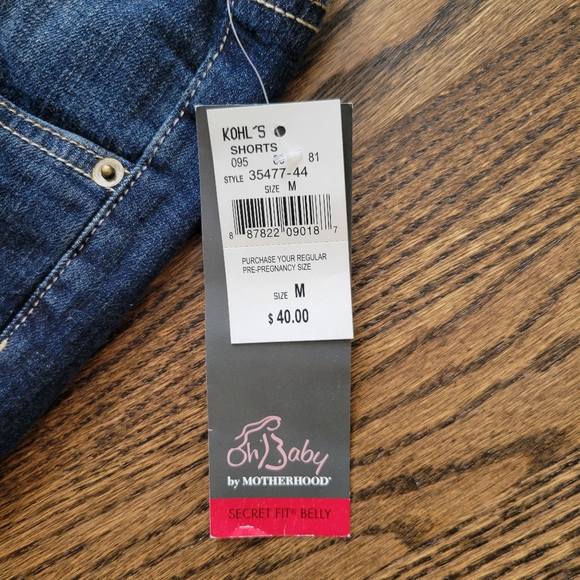 KOHL'S
SHORTS
095 81
STYLE 35477-44
SIZE M
8 87822 09018 7
PURCHASE YOUR REGULAR
PRE-PREGNANCY SIZE
SIZE M
$ 40.00
Oh Baby
by MOTHERHOOD®
SECRET FIT® BELLY